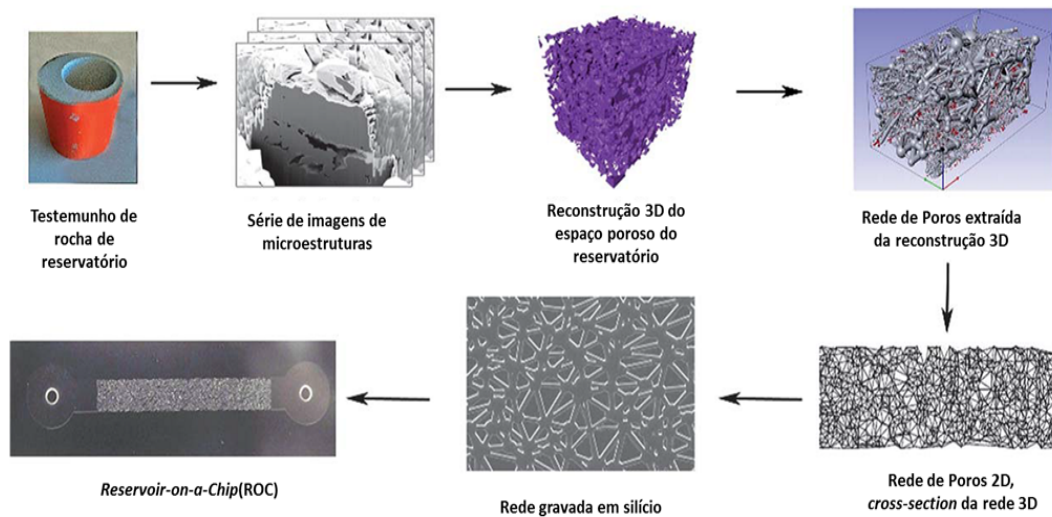 Testemunho de
rocha de
reservatório
Série de imagens de
microestruturas
Reconstrução 3D do
espaço poroso do
reservatório
Rede de Poros extraída
da reconstrução 3D
Reservoir-on-a-Chip(ROC)
Rede gravada em silício
Rede de Poros 2D,
cross-section da rede 3D